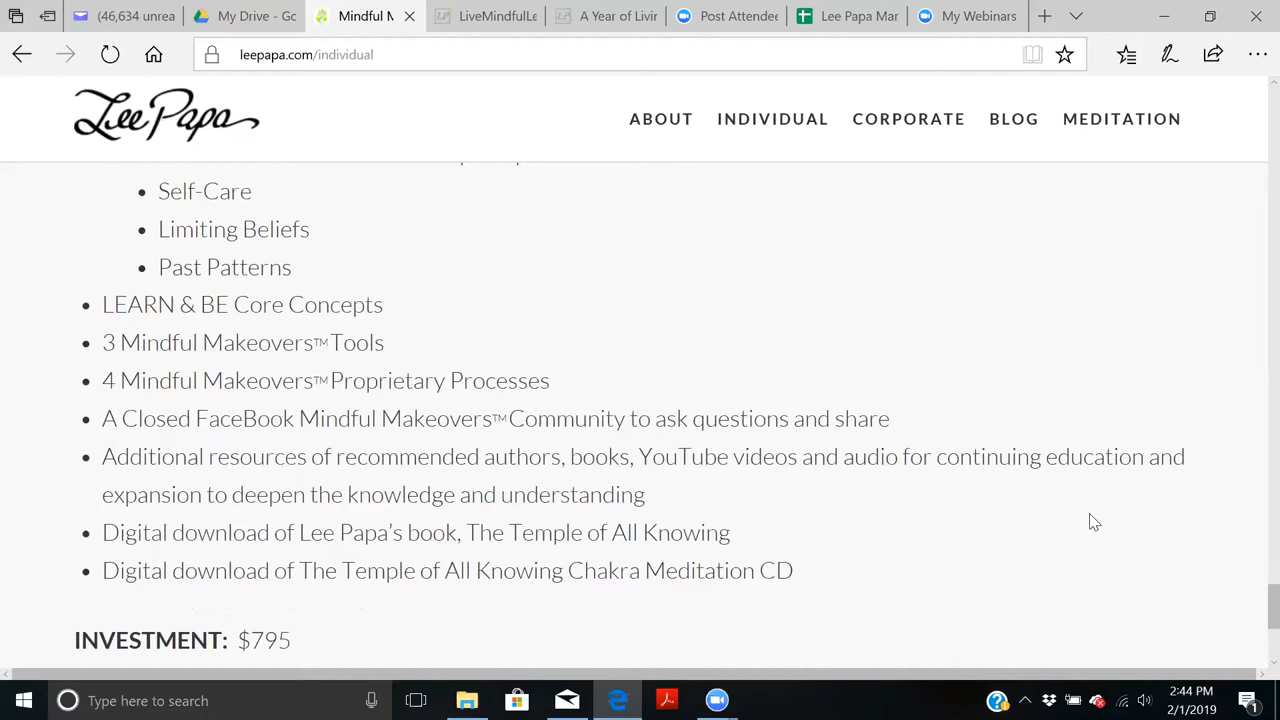 (46,634 unrea
My Drive - Go
Mindful M
LiveMindfulLe
A Year of Livir
Post Attendee
Lee Papa Mar
My Webinars
leepapa.com/individual
Lee Papa
ABOUT INDIVIDUAL CORPORATE BLOG MEDITATION
• Self-Care
• Limiting Beliefs
• Past Patterns
• LEARN & BE Core Concepts
• 3 Mindful Makeovers™ Tools
• 4 Mindful Makeovers™ Proprietary Processes
• A Closed FaceBook Mindful Makeovers™ Community to ask questions and share
• Additional resources of recommended authors, books, YouTube videos and audio for continuing education and
expansion to deepen the knowledge and understanding
• Digital download of Lee Papa's book, The Temple of All Knowing
• Digital download of The Temple of All Knowing Chakra Meditation CD
INVESTMENT: $795
Type here to search
2:44 PM
2/1/2019
1